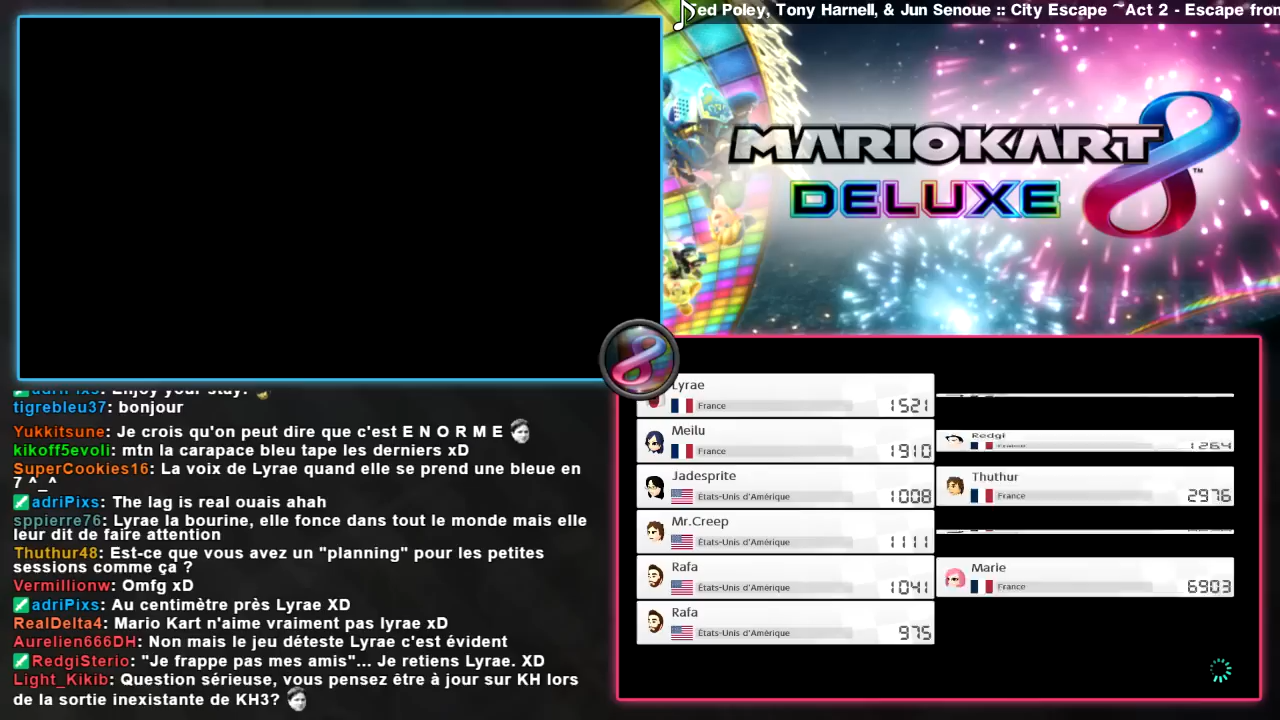 Ted Poley, Tony Harnell, & Jun Senoue :: City Escape ~Act 2 - Escape from
MARIOKART 8
DELUXE ™
adriPixs: Enjoy your stay!
tigrebleu37: bonjour
Yukkitsune: Je crois qu'on peut dire que c'est E N O R M E
kikoff5evoli: mtn la carapace bleu tape les derniers xD
SuperCookies16: La voix de Lyrae quand elle se prend une bleue en
7 ^_^
adriPixs: The lag is real ouais ahah
sppierre76: Lyrae la bourine, elle fonce dans tout le monde mais elle
leur dit de faire attention
Thuthur48: Est-ce que vous avez un "planning" pour les petites
sessions comme ça ?
Vermillionw: Omfg xD
adriPixs: Au centimètre près Lyrae XD
RealDelta4: Mario Kart n'aime vraiment pas lyrae xD
Aurelien666DH: Non mais le jeu déteste Lyrae c'est évident
RedgiSterio: "Je frappe pas mes amis"... Je retiens Lyrae. XD
Light_Kikib: Question sérieuse, vous pensez être à jour sur KH lors
de la sortie inexistante de KH3?
Lyrae
France 1521
Meilu
France 1910
Jadesprite
États-Unis d'Amérique 1008
Mr.Creep
États-Unis d'Amérique 1111
Rafa
États-Unis d'Amérique 1041
Rafa
États-Unis d'Amérique 975
Redgi
France 1264
Thuthur
France 2976
Marie
France 6903